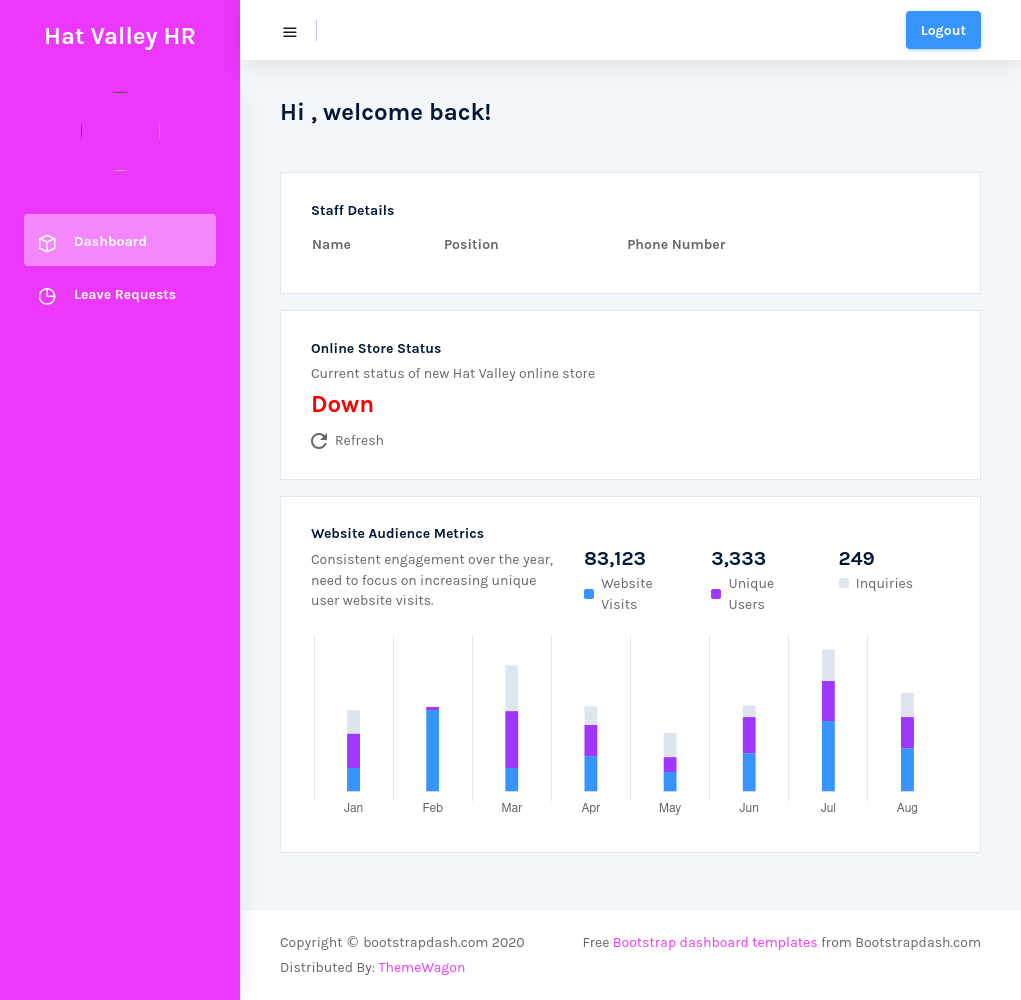 Hat Valley HR
Logout
Dashboard
Leave Requests
Hi , welcome back!
Staff Details
Name Position Phone Number
Online Store Status
Current status of new Hat Valley online store
Down
Refresh
Website Audience Metrics
Consistent engagement over the year,
need to focus on increasing unique
user website visits.
83,123
Website
Visits
3,333
Unique
Users
249
Inquiries
Jan Feb Mar Apr May Jun Jul Aug
Copyright © bootstrapdash.com 2020
Free Bootstrap dashboard templates from Bootstrapdash.com
Distributed By: ThemeWagon